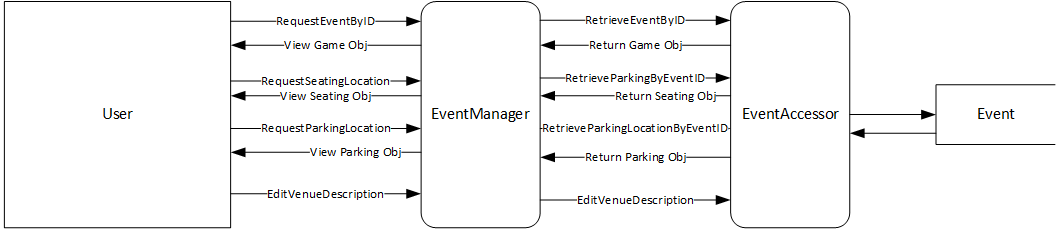 RequestEventByID
View Game Obj
RequestSeatingLocation
View Seating Obj
RequestParkingLocation
View Parking Obj
EditVenueDescription
User
EventManager
RetrieveEventByID
Return Game Obj
RetrieveParkingByEventID
Return Seating Obj
RetrieveParkingLocationByEventID
Return Parking Obj
EditVenueDescription
EventAccessor
Event